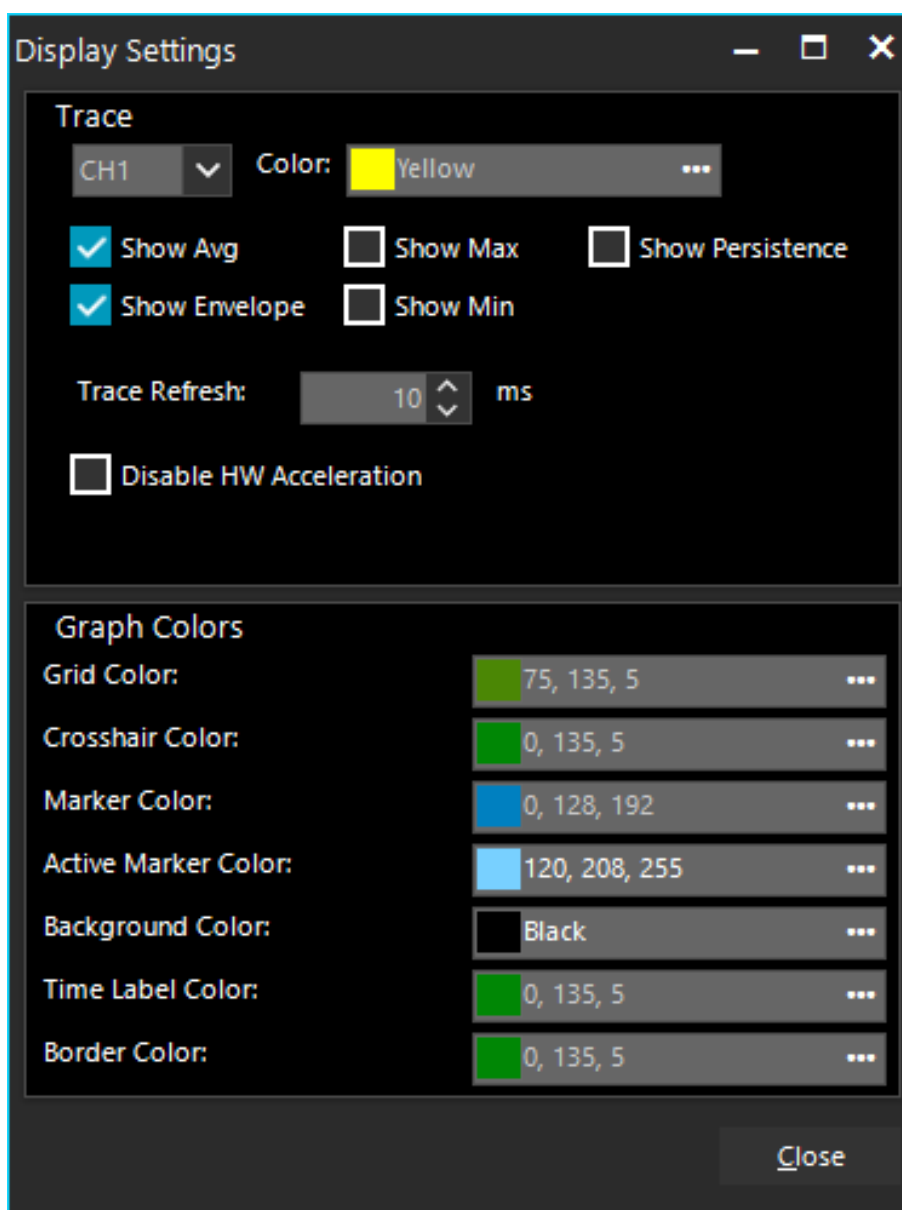 Display Settings
Trace
CH1 Color: Yellow ...
Show Avg Show Max Show Persistence
Show Envelope Show Min
Trace Refresh: 10 ms
Disable HW Acceleration
Graph Colors
Grid Color: 75, 135, 5 ...
Crosshair Color: 0, 135, 5 ...
Marker Color: 0, 128, 192 ...
Active Marker Color: 120, 208, 255 ...
Background Color: Black ...
Time Label Color: 0, 135, 5 ...
Border Color: 0, 135, 5 ...
Close